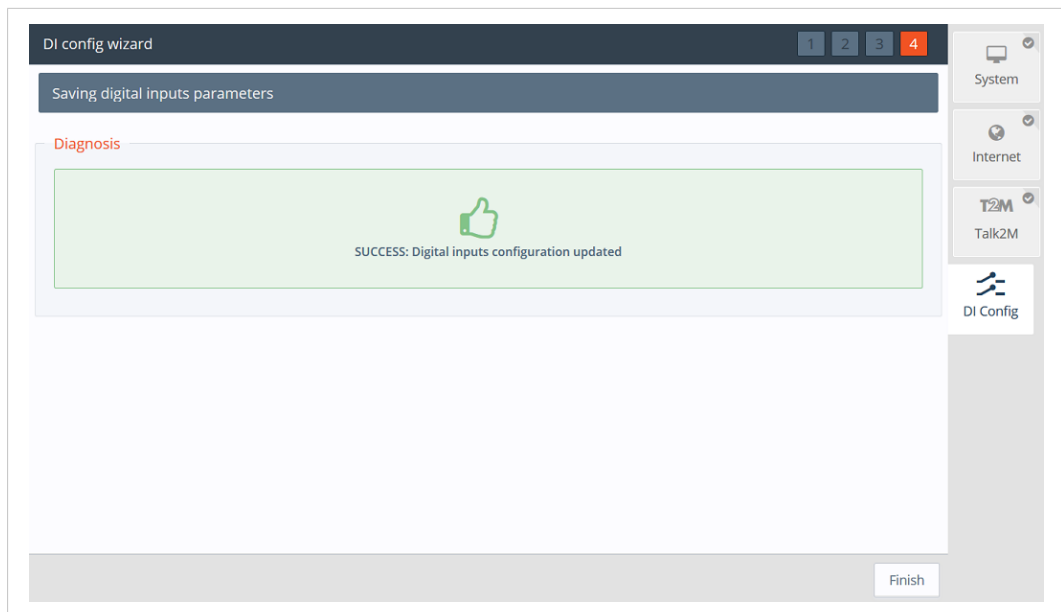 DI config wizard
1 2 3 4
Saving digital inputs parameters
Diagnosis
SUCCESS: Digital inputs configuration updated
Finish
System
Internet
T2M
Talk2M
DI Config